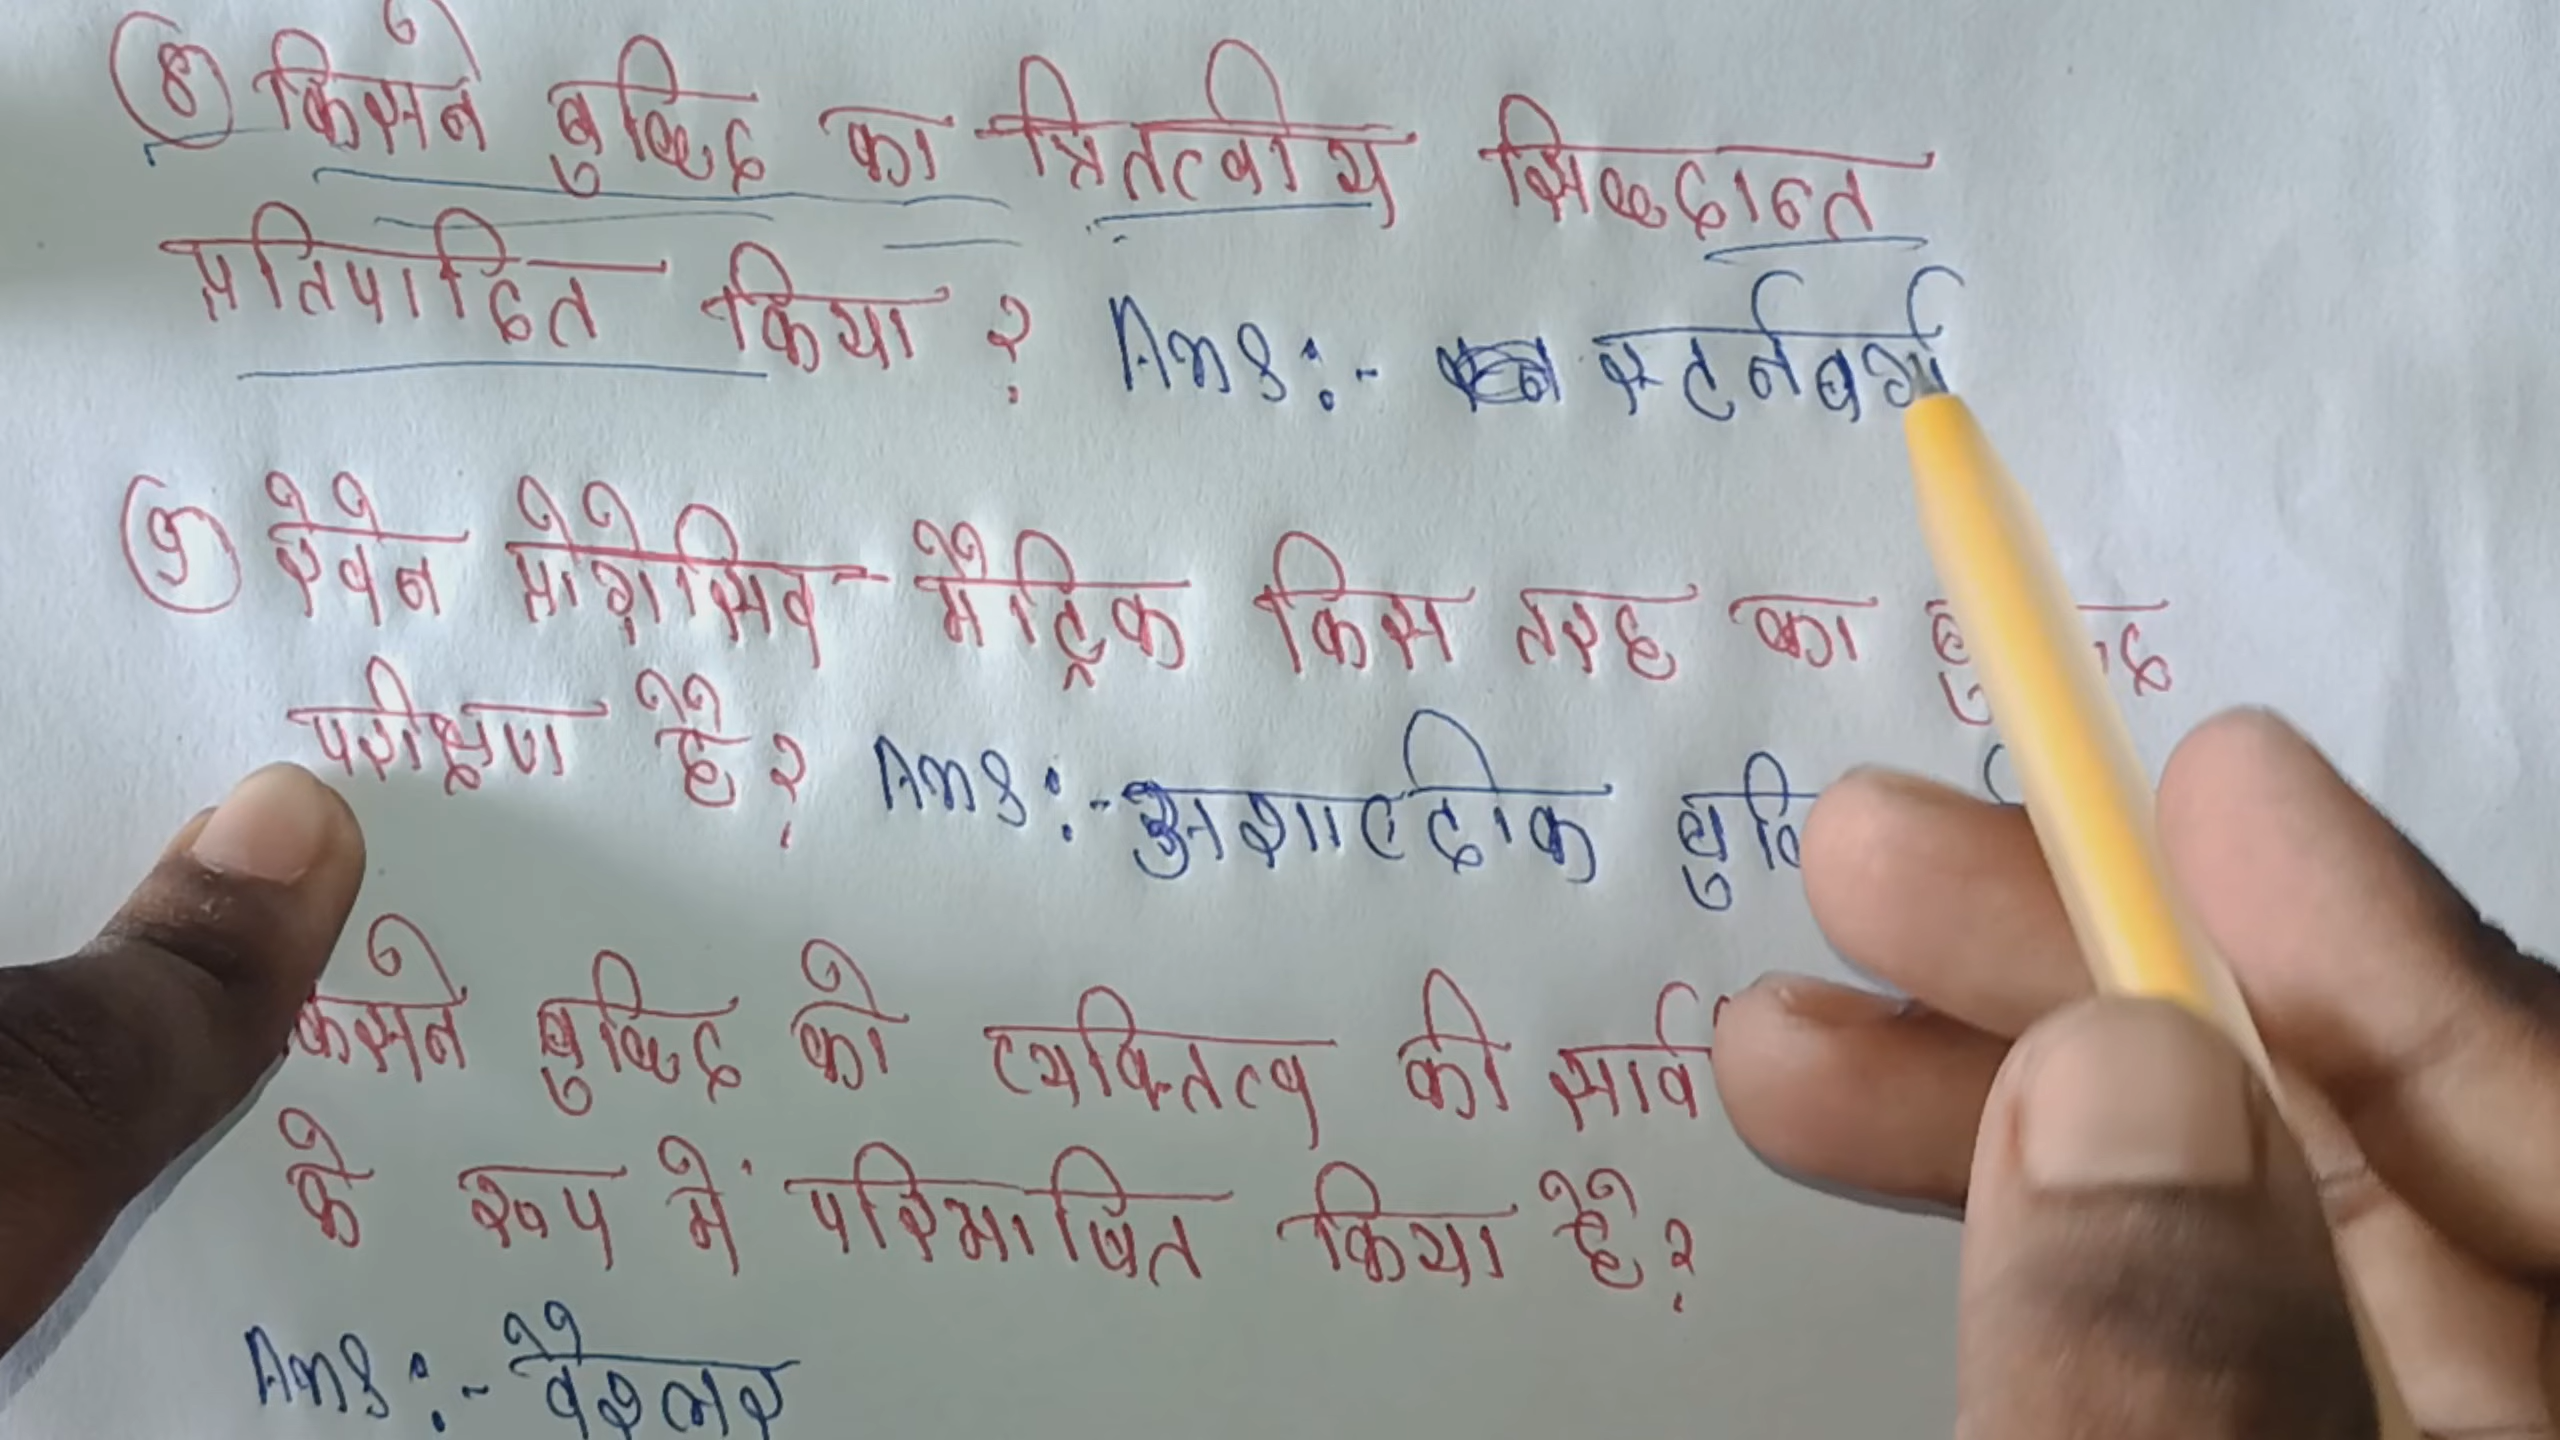 ⑧ किसने बुद्धि का त्रितत्वीय सिद्धान्त
प्रतिपादित किया ? Ans :- स्टर्नबर्ग
⑨ रैवेन प्रोग्रेसिव मैट्रिक किस तरह का
परीक्षण है ? Ans :- अशाब्दीक
किसने बुद्धि को व्यक्तित्व की
के रूप में परिभाषित किया है ?
Ans :- वैश्लर